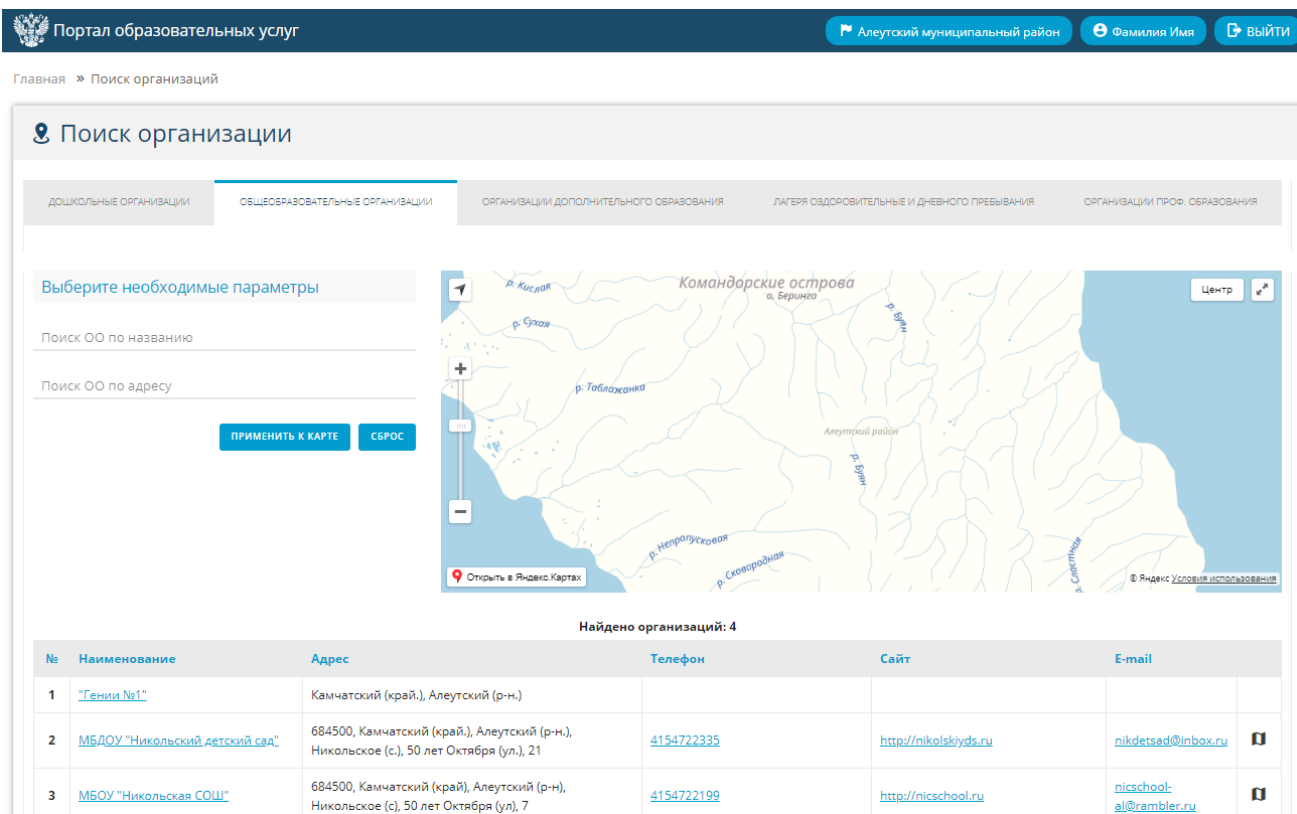 Портал образовательных услуг
Алеутский муниципальный район
Фамилия Имя
ВЫЙТИ
Главная » Поиск организаций
Поиск организации
ДОШКОЛЬНЫЕ ОРГАНИЗАЦИИ
ОБЩЕОБРАЗОВАТЕЛЬНЫЕ ОРГАНИЗАЦИИ
ОРГАНИЗАЦИИ ДОПОЛНИТЕЛЬНОГО ОБРАЗОВАНИЯ
ЛАГЕРЯ ОЗДОРОВИТЕЛЬНЫЕ И ДНЕВНОГО ПРЕБЫВАНИЯ
ОРГАНИЗАЦИИ ПРОФ. ОБРАЗОВАНИЯ
Выберите необходимые параметры
Поиск ОО по названию
Поиск ОО по адресу
ПРИМЕНИТЬ К КАРТЕ
СБРОС
р. Кислая
Командорские острова
о. Беринга
Центр
р. Буян
р. Сухая
р. Таблажанка
Алеутский район
р. Буян
р. Непропусковая
р. Сковородная
р. Спостная
Открыть в Яндекс.Картах
© Яндекс Условия использования
Найдено организаций: 4
№ Наименование Адрес Телефон Сайт E-mail
1 "Гении №1" Камчатский (край.), Алеутский (р-н.)
2 МБДОУ "Никольский детский сад" 684500, Камчатский (край.), Алеутский (р-н.), 4154722335 http://nikolskiyds.ru nikdetsad@inbox.ru
Никольское (с.), 50 лет Октября (ул.), 21
3 МБОУ "Никольская СОШ" 684500, Камчатский (край), Алеутский (р-н), 4154722199 http://nicschool.ru nicschool-
Никольское (с), 50 лет Октября (ул), 7 al@rambler.ru